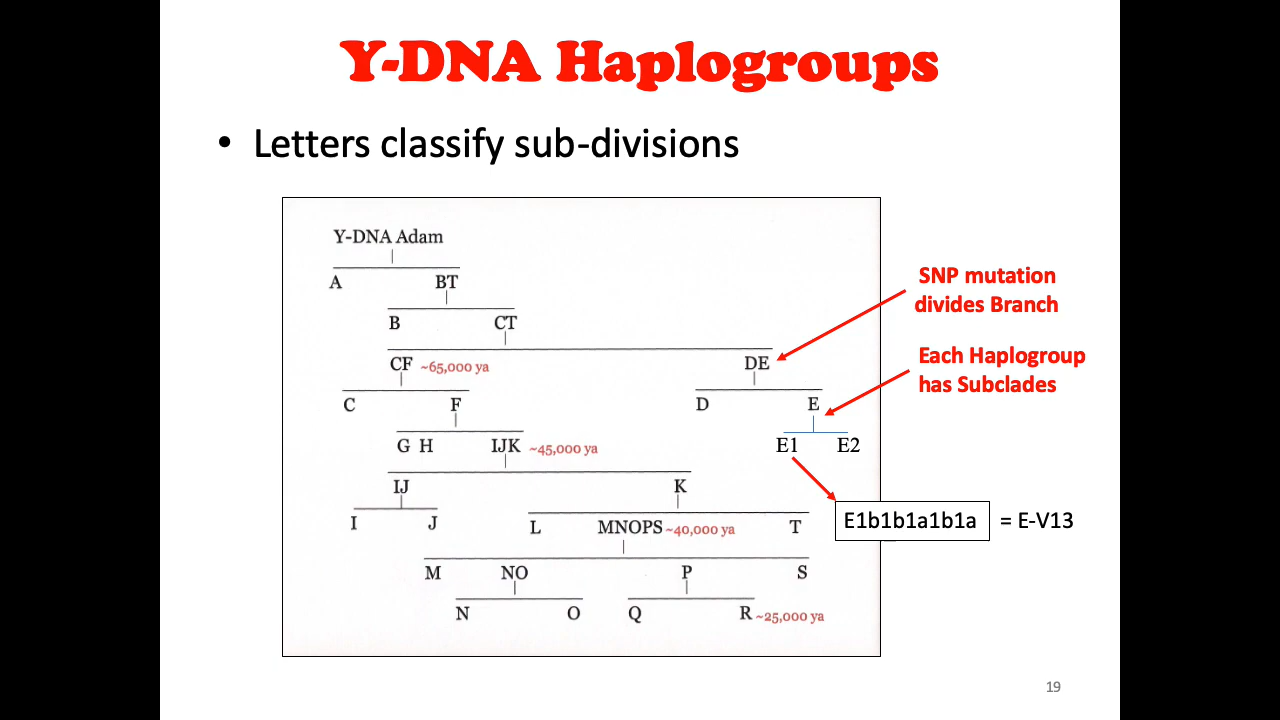 Y-DNA Haplogroups
• Letters classify sub-divisions
Y-DNA Adam
A BT
B CT
CF ~65,000 ya DE
C F D E
G H IJK ~45,000 ya E1 E2
IJ K
I J L MNOPS ~40,000 ya T
M NO P S
N O Q R ~25,000 ya
SNP mutation
divides Branch
Each Haplogroup
has Subclades
E1b1b1a1b1a = E-V13
19